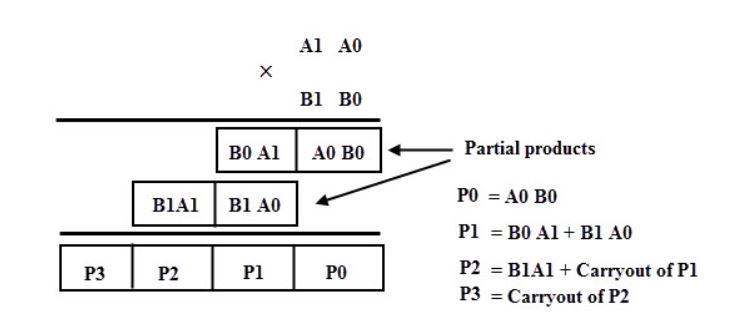 A1 A0
×
B1 B0
B0 A1 A0 B0
Partial products
B1A1 B1 A0
P0 = A0 B0
P1 = B0 A1 + B1 A0
P3 P2 P1 P0
P2 = B1A1 + Carryout of P1
P3 = Carryout of P2